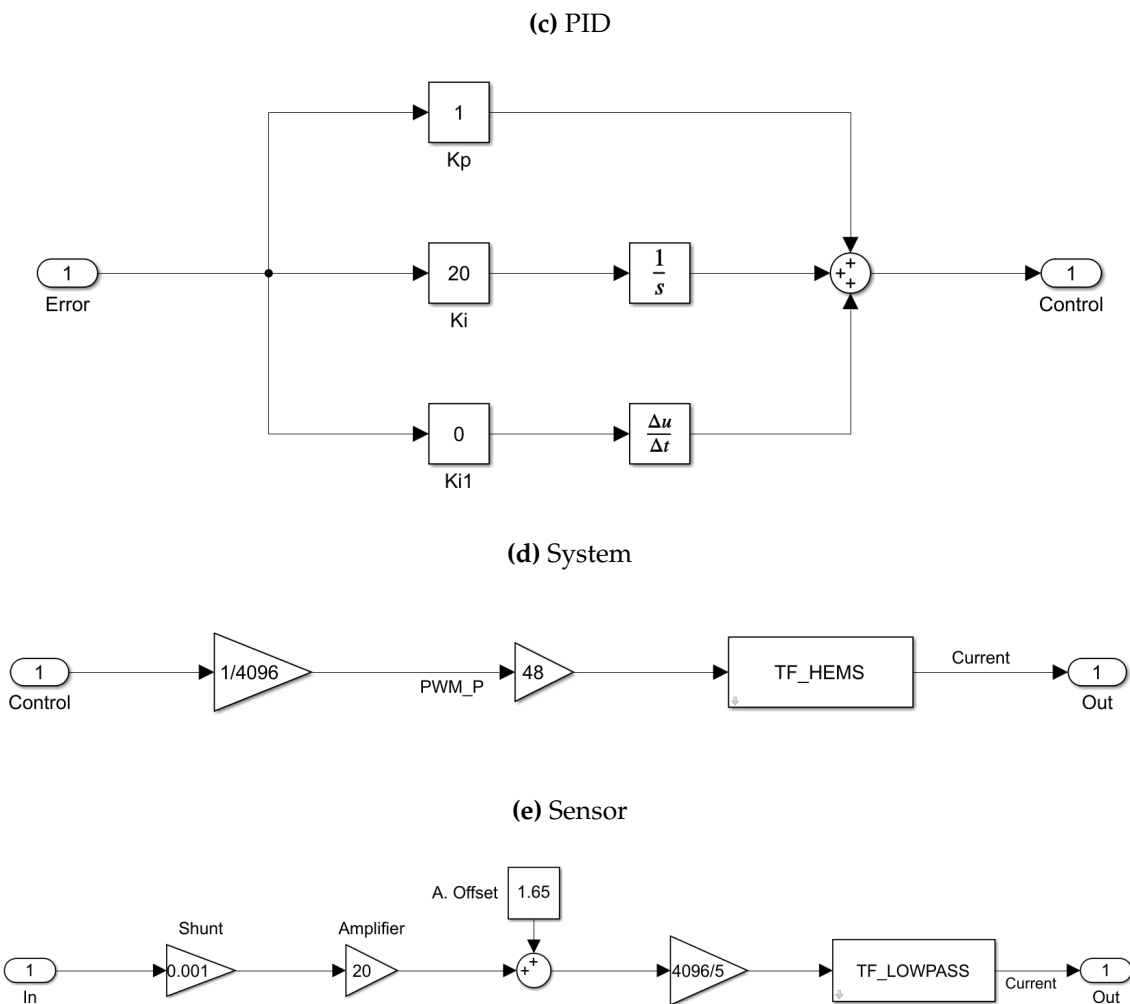 (c) PID
1
Kp
1
Error
20
Ki
1
s
+
+
+
1
Control
0
Ki1
Δu
Δt
(d) System
1
Control
1/4096
PWM_P
48
TF_HEMS
Current
1
Out
(e) Sensor
A. Offset
1.65
Shunt
Amplifier
1
In
0.001
20
+
+
4096/5
TF_LOWPASS
Current
1
Out